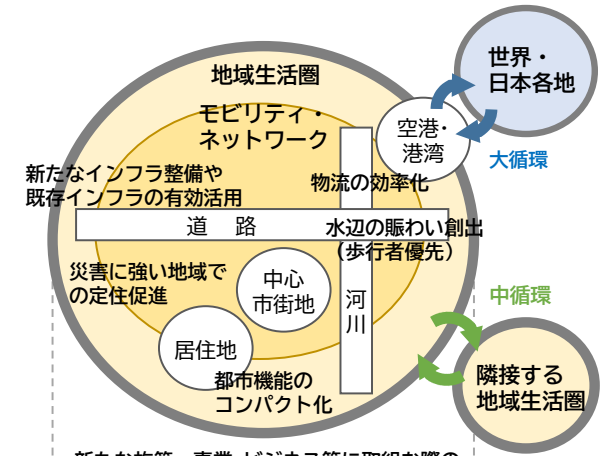 世界・
日本各地
地域生活圏
モビリティ・
ネットワーク
空港・
港湾
大循環
新たなインフラ整備や
既存インフラの有効活用
物流の効率化
道 路
水辺の賑わい創出
（歩行者優先）
災害に強い地域で
の定住促進
中心
市街地
河
川
中循環
居住地
都市機能の
コンパクト化
隣接する
地域生活圏